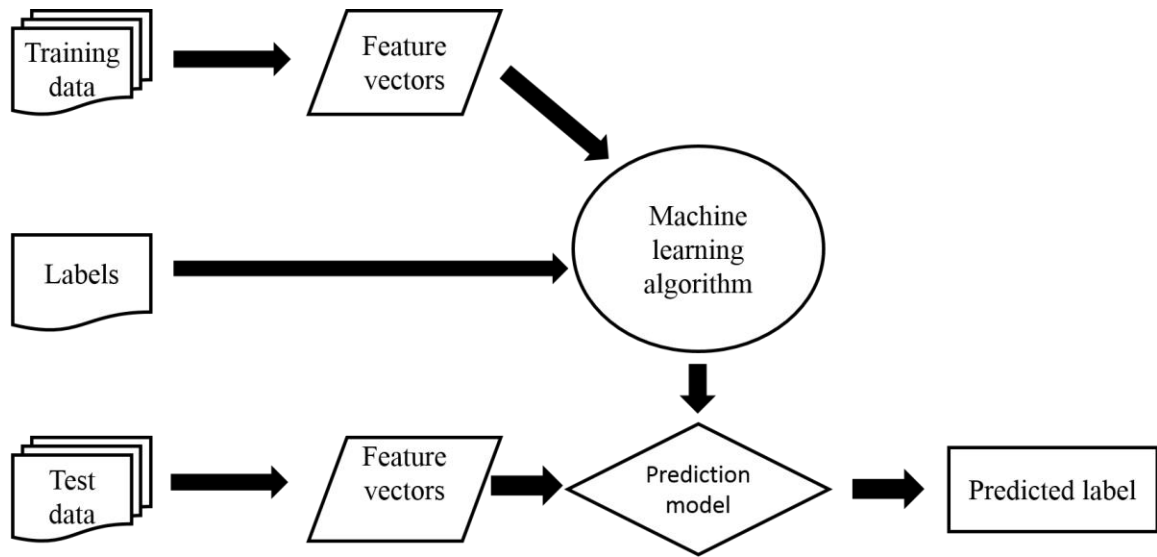 Training
data
Feature
vectors
Machine
learning
algorithm
Labels
Test
data
Feature
vectors
Prediction
model
Predicted label